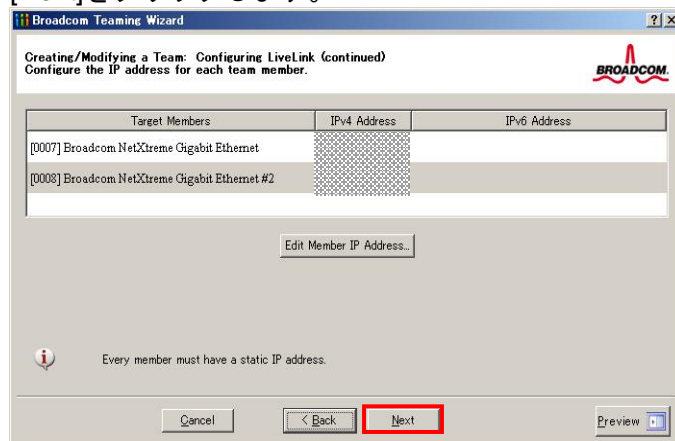 Broadcom Teaming Wizard
Creating/Modifying a Team: Configuring LiveLink (continued)
Configure the IP address for each team member.
BROADCOM.
Target Members IPv4 Address IPv6 Address
[0007] Broadcom NetXtreme Gigabit Ethernet
[0008] Broadcom NetXtreme Gigabit Ethernet #2
Edit Member IP Address...
Every member must have a static IP address.
Cancel < Back Next Preview